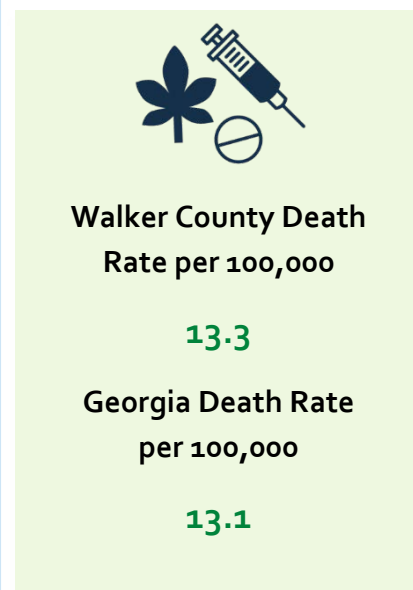 Walker County Death
Rate per 100,000
13.3
Georgia Death Rate
per 100,000
13.1